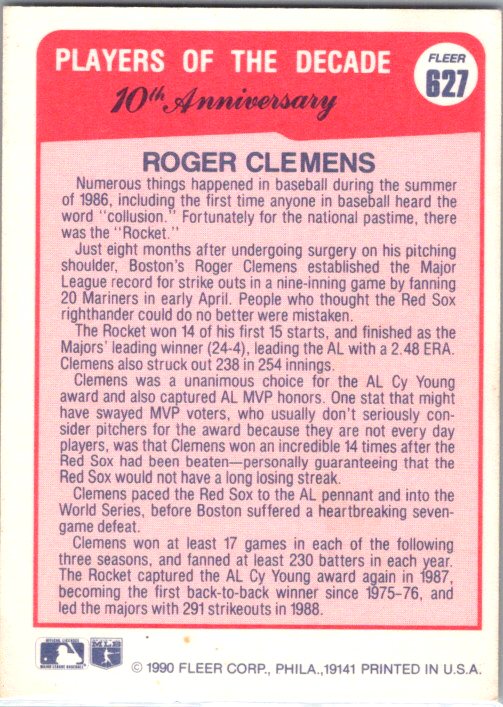 PLAYERS OF THE DECADE
10th Anniversary
FLEER
627
ROGER CLEMENS
Numerous things happened in baseball during the summer
of 1986, including the first time anyone in baseball heard the
word "collusion." Fortunately for the national pastime, there
was the "Rocket."
Just eight months after undergoing surgery on his pitching
shoulder, Boston's Roger Clemens established the Major
League record for strike outs in a nine-inning game by fanning
20 Mariners in early April. People who thought the Red Sox
righthander could do no better were mistaken.
The Rocket won 14 of his first 15 starts, and finished as the
Majors' leading winner (24-4), leading the AL with a 2.48 ERA.
Clemens also struck out 238 in 254 innings.
Clemens was a unanimous choice for the AL Cy Young
award and also captured AL MVP honors. One stat that might
have swayed MVP voters, who usually don't seriously con-
sider pitchers for the award because they are not every day
players, was that Clemens won an incredible 14 times after the
Red Sox had been beaten—personally guaranteeing that the
Red Sox would not have a long losing streak.
Clemens paced the Red Sox to the AL pennant and into the
World Series, before Boston suffered a heartbreaking seven-
game defeat.
Clemens won at least 17 games in each of the following
three seasons, and fanned at least 230 batters in each year.
The Rocket captured the AL Cy Young award again in 1987,
becoming the first back-to-back winner since 1975-76, and
led the majors with 291 strikeouts in 1988.
OFFICIAL LICENSEE
MAJOR LEAGUE BASEBALL
MLB
© 1990 FLEER CORP., PHILA., 19141 PRINTED IN U.S.A.